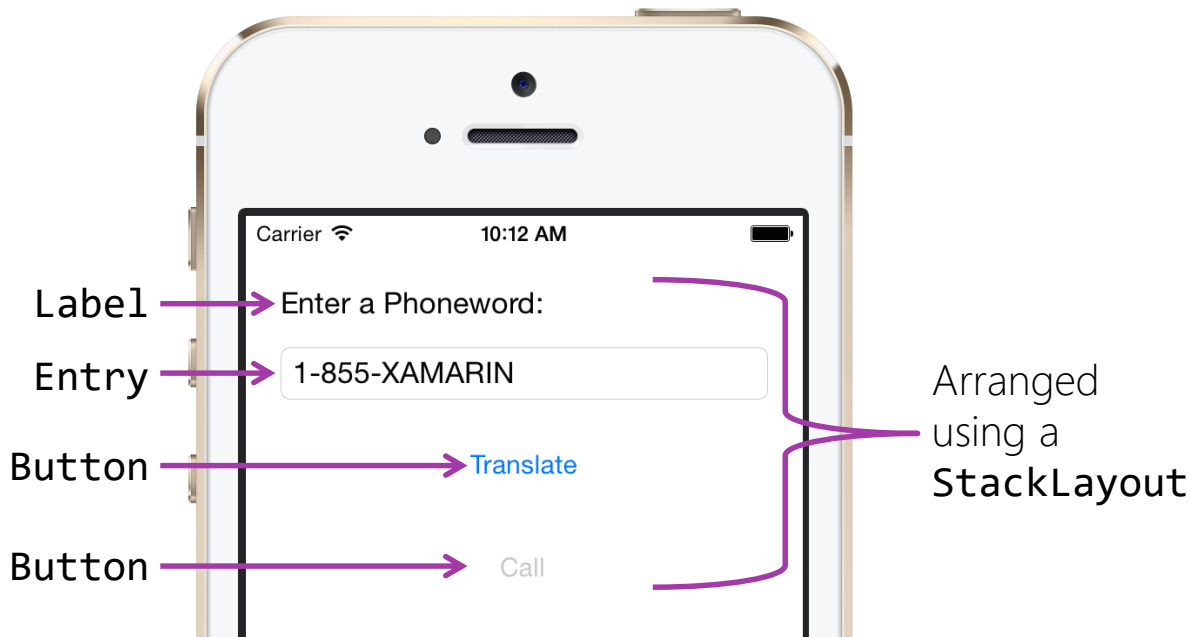 Carrier 10:12 AM
Label Enter a Phoneword:
Entry 1-855-XAMARIN
Button Translate
Button Call
Arranged
using a
StackLayout